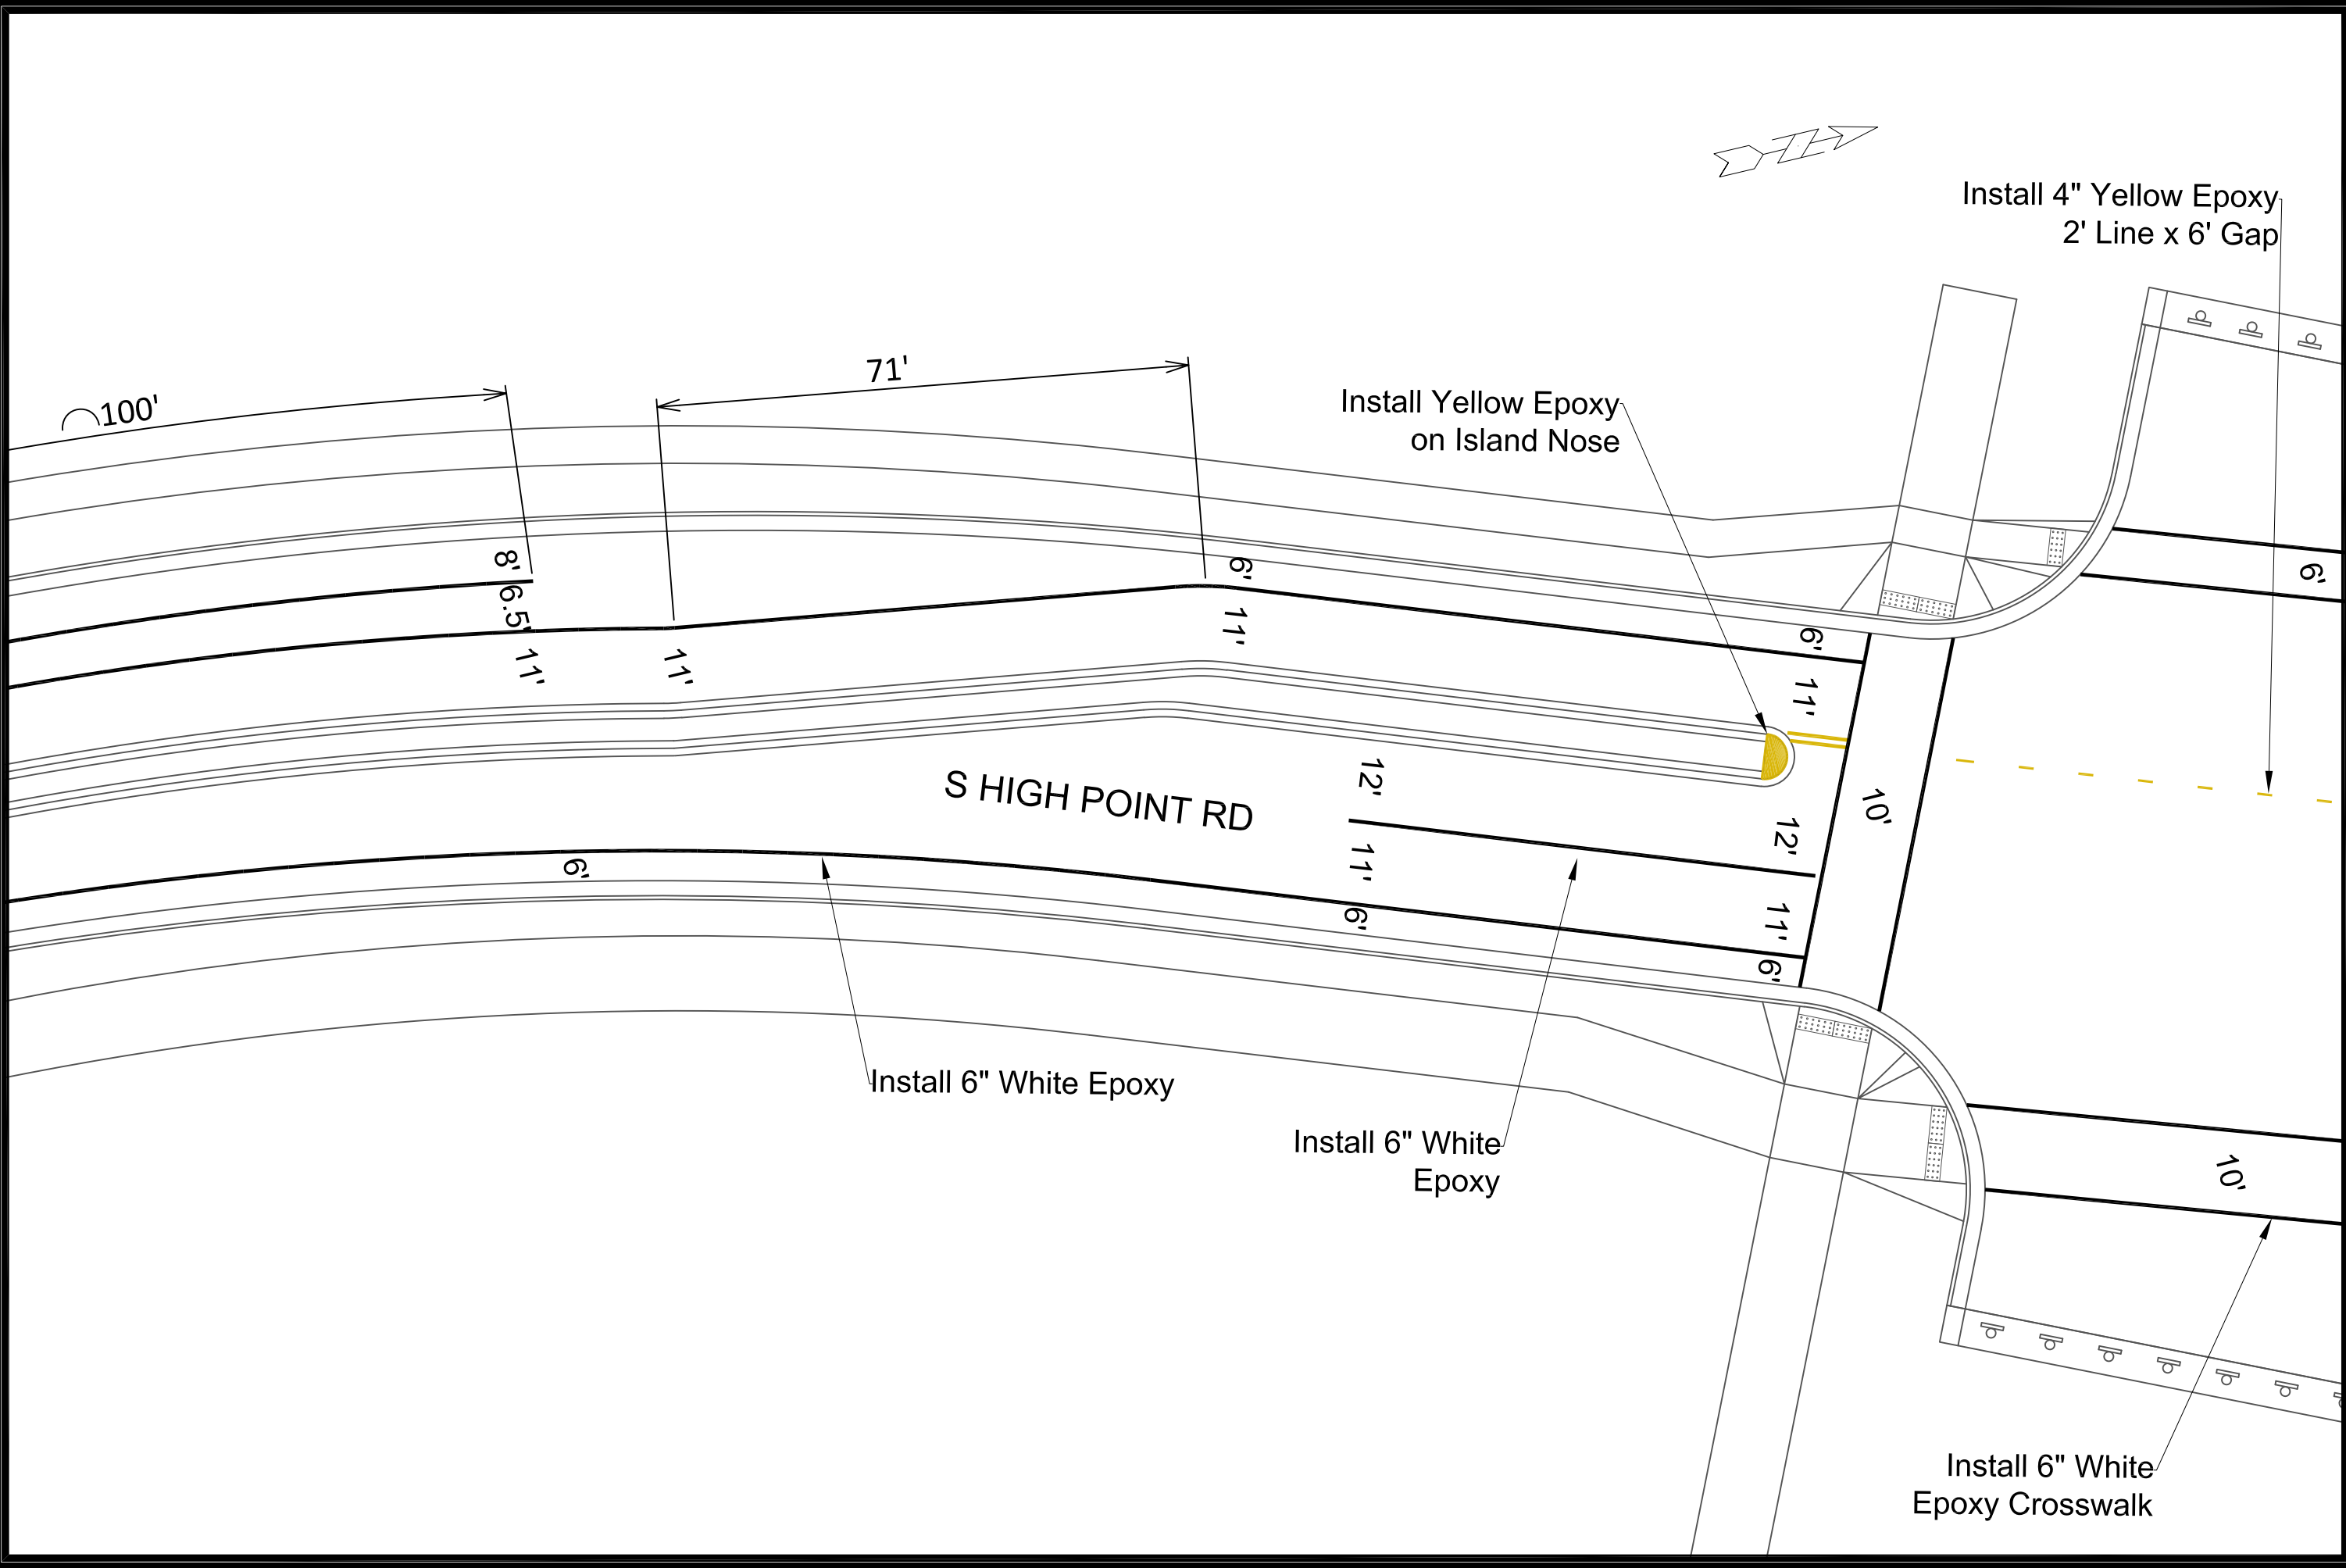 Install 4" Yellow Epoxy
2' Line x 6' Gap
71'
100'
Install Yellow Epoxy
on Island Nose
8'
6.5'
11'
11'
6'
11'
6'
11'
6'
12'
12'
10'
S HIGH POINT RD
11'
6'
6'
11'
6'
Install 6" White Epoxy
Install 6" White
Epoxy
10'
Install 6" White
Epoxy Crosswalk